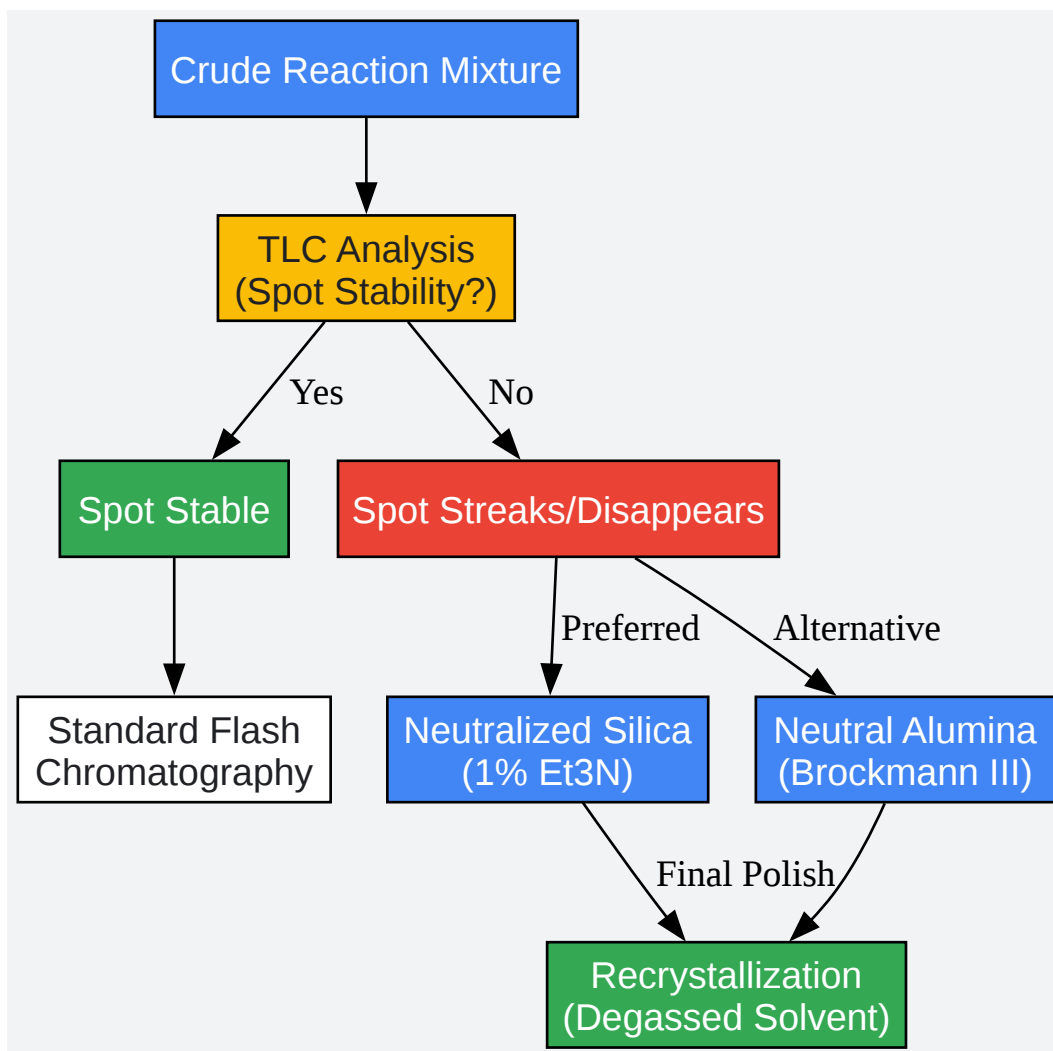 Crude Reaction Mixture
TLC Analysis
(Spot Stability?)
Yes
No
Spot Stable
Spot Streaks/Disappears
Preferred
Alternative
Standard Flash
Chromatography
Neutralized Silica
(1% Et3N)
Neutral Alumina
(Brockmann III)
Final Polish
Recrystallization
(Degassed Solvent)